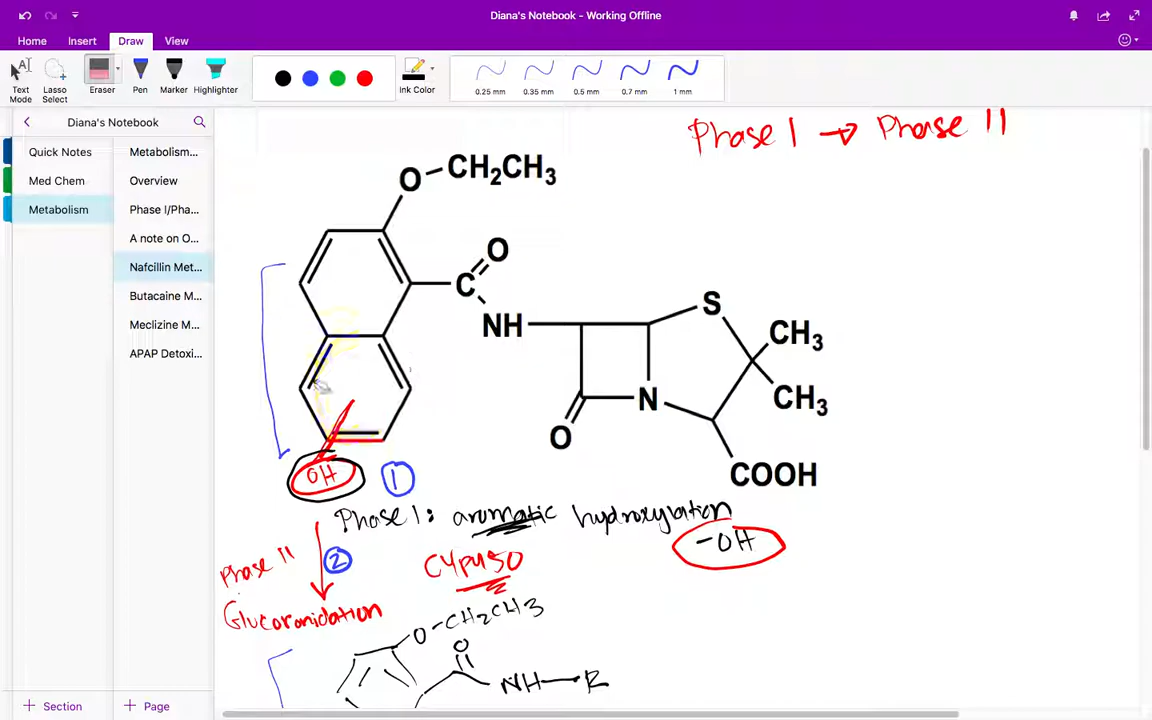 Diana's Notebook - Working Offline
Home Insert Draw View
Text Mode
Lasso Select
Eraser
Pen
Marker
Highlighter
Ink Color
0.25 mm
0.35 mm
0.5 mm
0.7 mm
1 mm
Diana's Notebook
Quick Notes
Med Chem
Metabolism
Metabolism...
Overview
Phase I/Pha...
A note on O...
Nafcillin Met...
Butacaine M...
Meclizine M...
APAP Detoxi...
+ Section
+ Page
Phase I → Phase II
O-CH₂CH₃
O
C
NH
S
CH₃
CH₃
N
O
COOH
OH
1
Phase I: aromatic hydroxylation
-OH
Phase II
2
CYP450
Glucoronidation
O-CH2CH3
O
NH-R